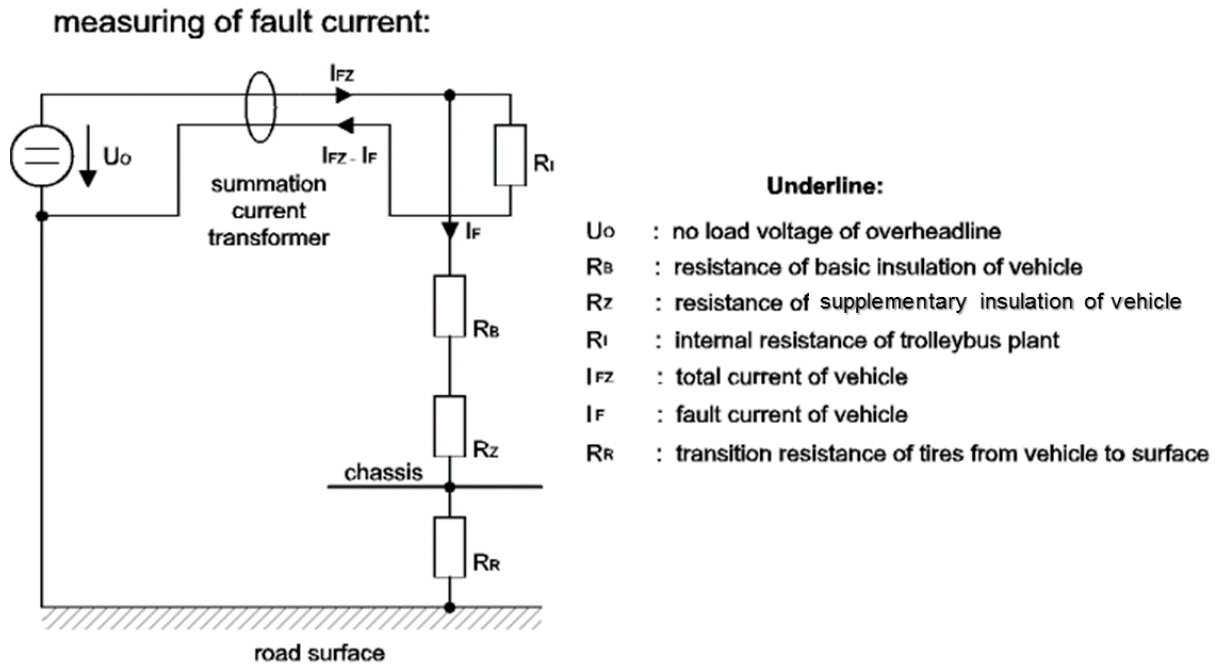 measuring of fault current:
IFZ
Uo
IFZ - IF
RI
summation
current
transformer
IF
RB
RZ
chassis
RR
road surface
Underline:
Uo : no load voltage of overheadline
RB : resistance of basic insulation of vehicle
RZ : resistance of supplementary insulation of vehicle
RI : internal resistance of trolleybus plant
IFZ : total current of vehicle
IF : fault current of vehicle
RR : transition resistance of tires from vehicle to surface